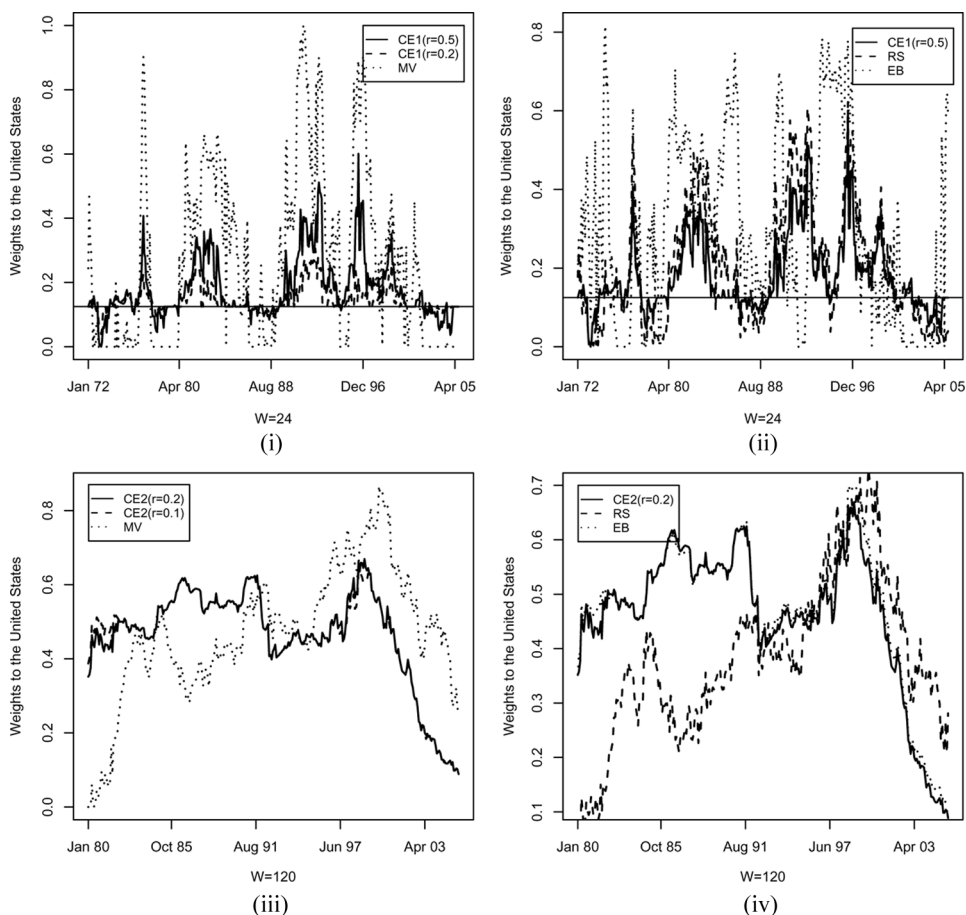 Weights to the United States
0.0 0.2 0.4 0.6 0.8 1.0
CE1(r=0.5)
CE1(r=0.2)
MV
Jan 72 Apr 80 Aug 88 Dec 96 Apr 05
W=24
(i)
Weights to the United States
0.0 0.2 0.4 0.6 0.8
CE1(r=0.5)
RS
EB
Jan 72 Apr 80 Aug 88 Dec 96 Apr 05
W=24
(ii)
Weights to the United States
0.0 0.2 0.4 0.6 0.8
CE2(r=0.2)
CE2(r=0.1)
MV
Jan 80 Oct 85 Aug 91 Jun 97 Apr 03
W=120
(iii)
Weights to the United States
0.1 0.2 0.3 0.4 0.5 0.6 0.7
CE2(r=0.2)
RS
EB
Jan 80 Oct 85 Aug 91 Jun 97 Apr 03
W=120
(iv)